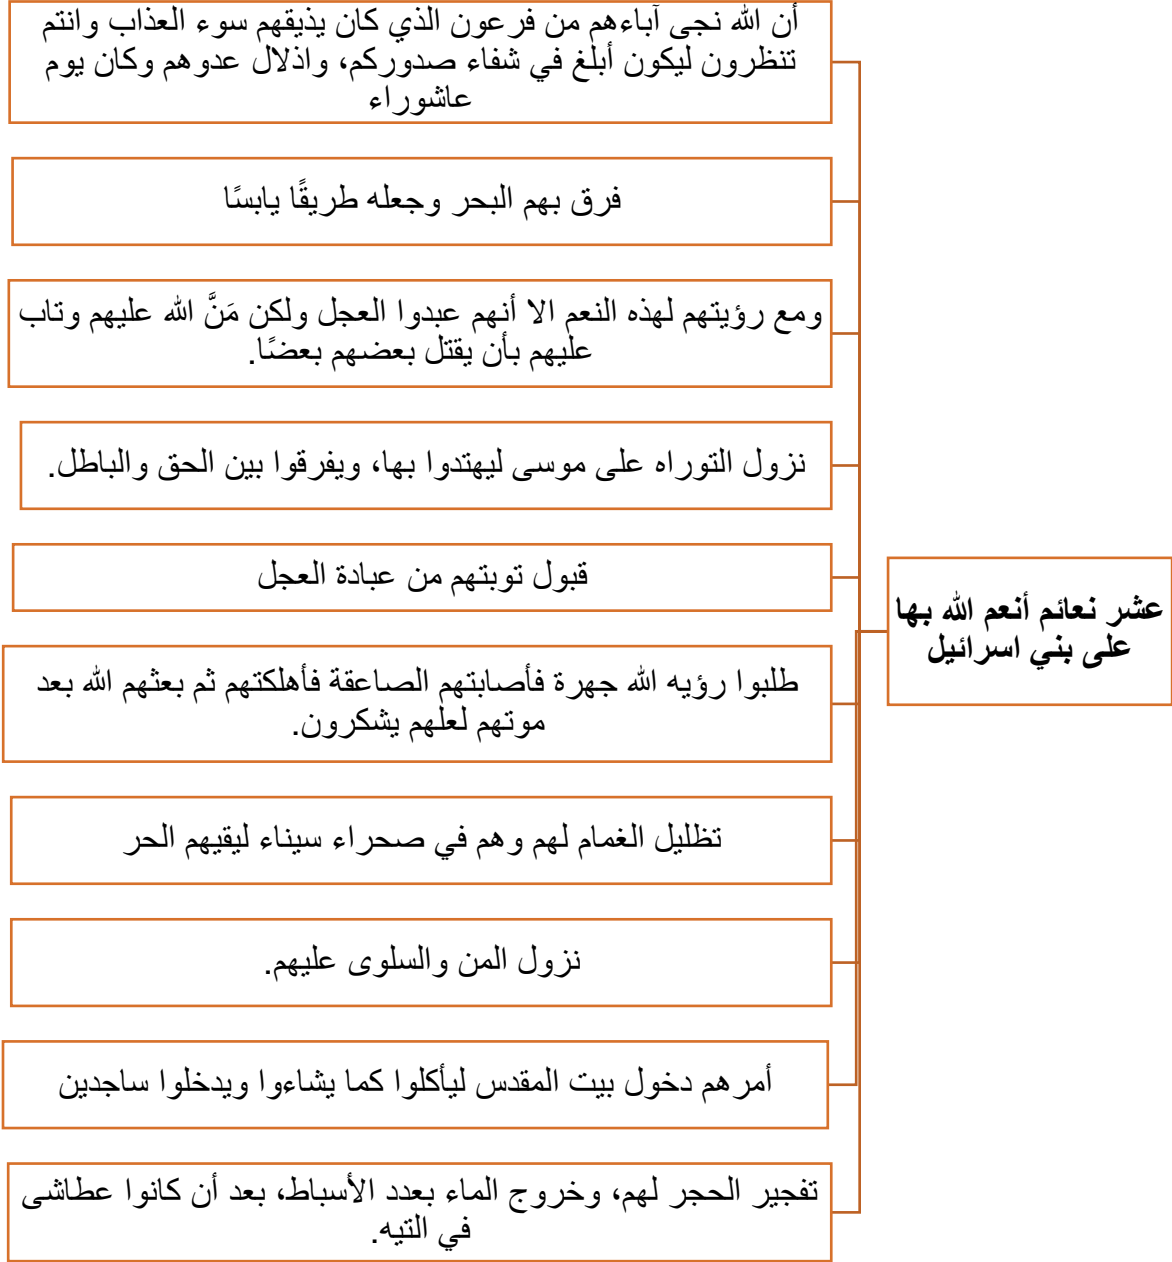 عشر نعائم أنعم الله بها
على بني اسرائيل
أن الله نجى آباءهم من فرعون الذي كان يذيقهم سوء العذاب وانتم
تنظرون ليكون أبلغ في شفاء صدوركم، واذلال عدوهم وكان يوم
عاشوراء
فرق بهم البحر وجعله طريقًا يابسًا
ومع رؤيتهم لهذه النعم الا أنهم عبدوا العجل ولكن مَنَّ الله عليهم وتاب
عليهم بأن يقتل بعضهم بعضًا.
نزول التوراه على موسى ليهتدوا بها، ويفرقوا بين الحق والباطل.
قبول توبتهم من عبادة العجل
طلبوا رؤيه الله جهرة فأصابتهم الصاعقة فأهلكتهم ثم بعثهم الله بعد
موتهم لعلهم يشكرون.
تظليل الغمام لهم وهم في صحراء سيناء ليقيهم الحر
نزول المن والسلوى عليهم.
أمرهم دخول بيت المقدس ليأكلوا كما يشاءوا ويدخلوا ساجدين
تفجير الحجر لهم، وخروج الماء بعدد الأسباط، بعد أن كانوا عطاشى
في التيه.